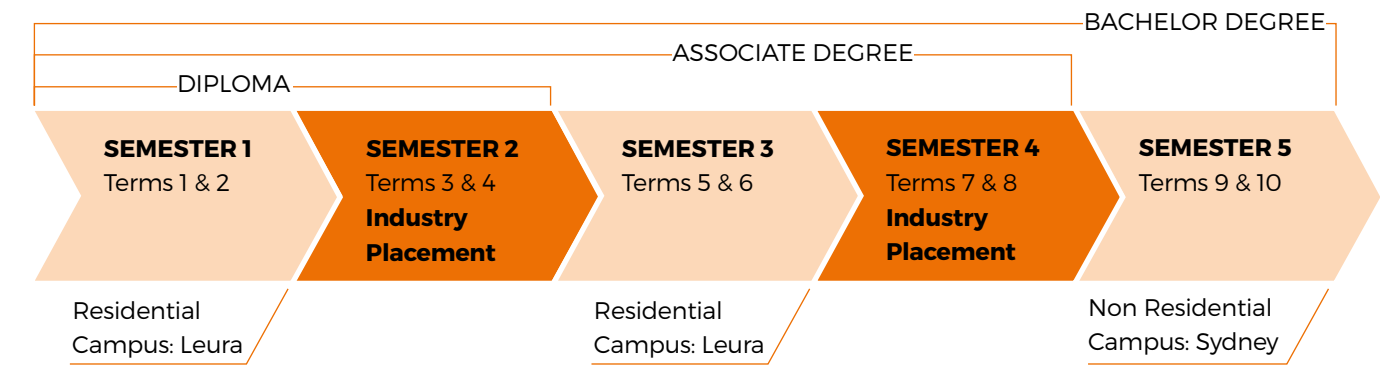 BACHELOR DEGREE
ASSOCIATE DEGREE
DIPLOMA
SEMESTER 1
Terms 1 & 2
SEMESTER 2
Terms 3 & 4
Industry
Placement
SEMESTER 3
Terms 5 & 6
SEMESTER 4
Terms 7 & 8
Industry
Placement
SEMESTER 5
Terms 9 & 10
Residential
Campus: Leura
Residential
Campus: Leura
Non Residential
Campus: Sydney